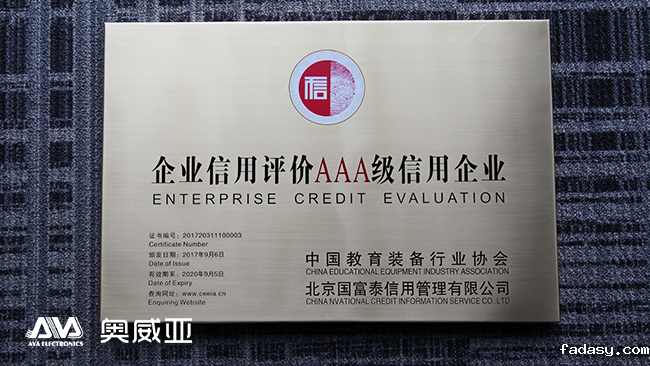 信
企业信用评价AAA级信用企业
ENTERPRISE CREDIT EVALUATION
证书编号：201720311100003
Certificate Number
颁发日期：2017年9月6日
Date of Issue
有效期至：2020年9月5日
Date of Expiry
查询网址：www.ceeia.cn
Enquiring Website
中国教育装备行业协会
CHINA EDUCATIONAL EQUIPMENT INDUSTRY ASSOCIATION
北京国富泰信用管理有限公司
CHINA NVATIONAL CREDIT INFORMATION SERVICE CO.,LTD
AVA 奥威亚
AVA ELECTRONICS
fadasy.com